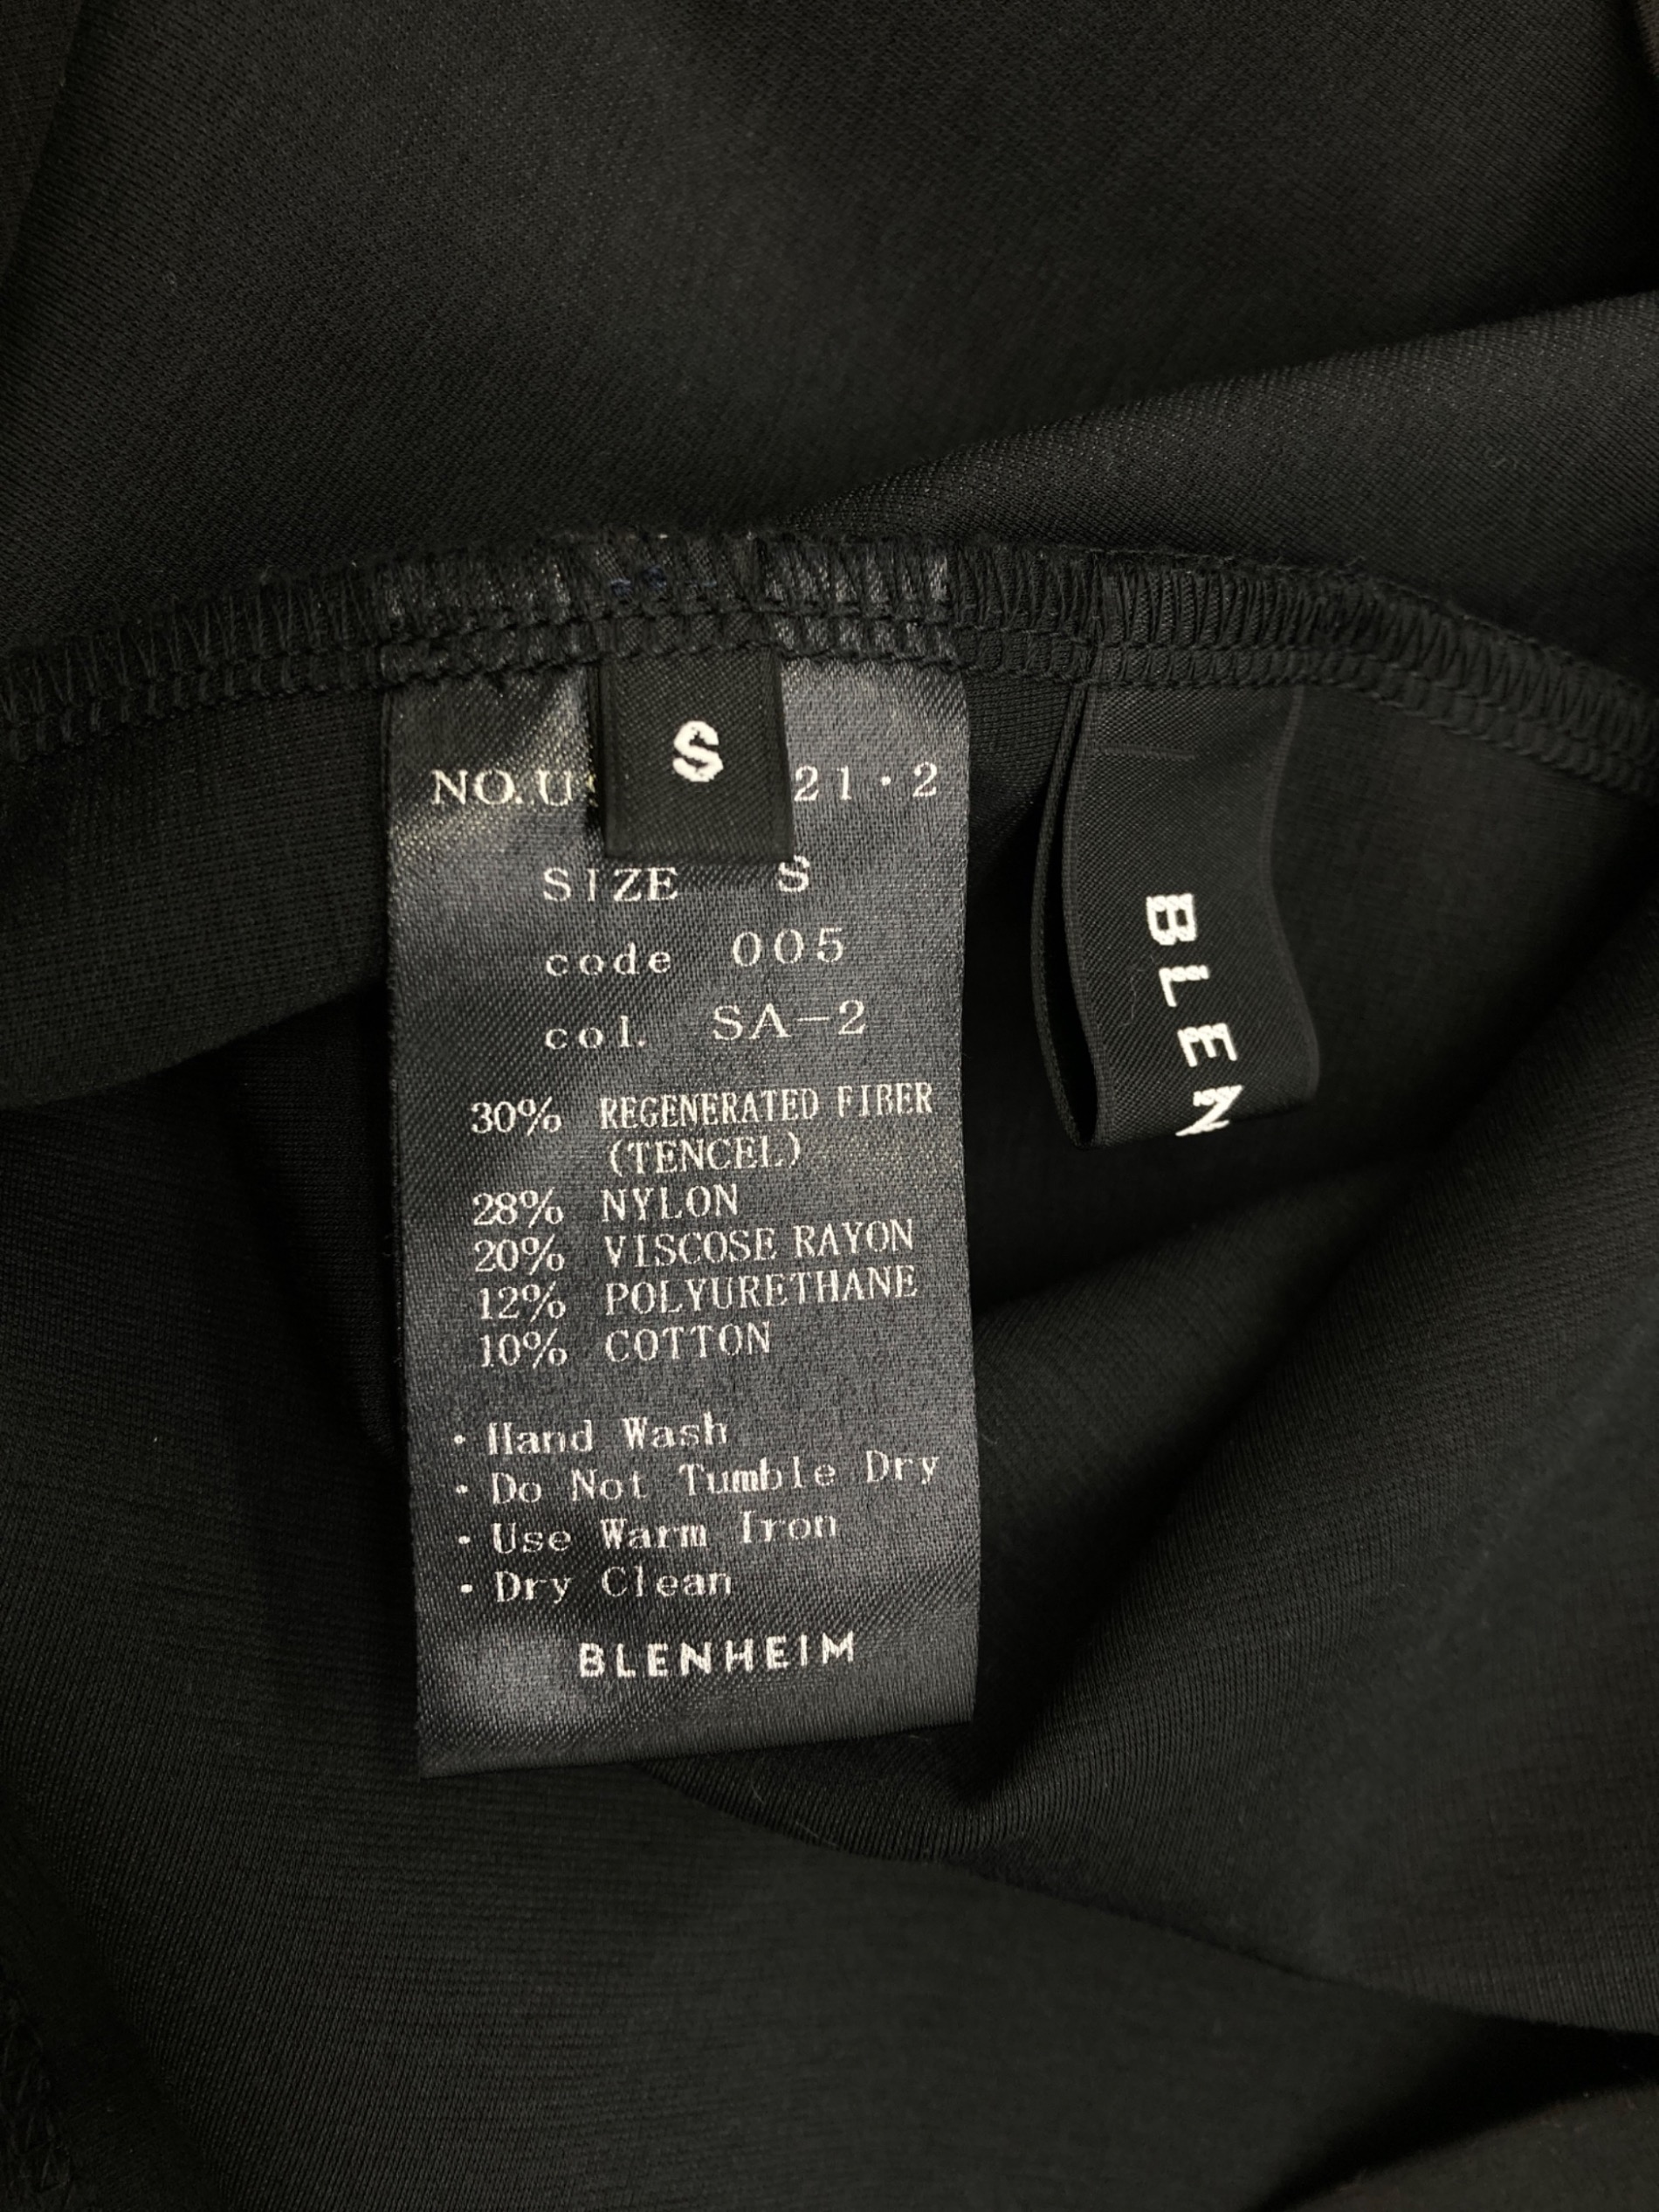 S
NO.U 21・2
SIZE S
code 005
col. SA-2
30% REGENERATED FIBER
(TENCEL)
28% NYLON
20% VISCOSE RAYON
12% POLYURETHANE
10% COTTON
・Hand Wash
・Do Not Tumble Dry
・Use Warm Iron
・Dry Clean
BLENHEIM
BLEN